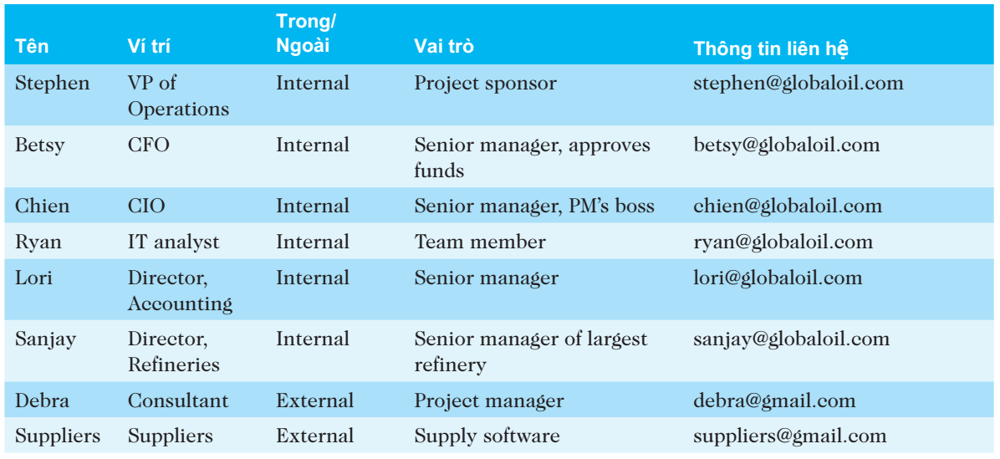 Tên Ví trí Trong/ Ngoài Vai trò Thông tin liên hệ
Stephen VP of Operations Internal Project sponsor stephen@globaloil.com
Betsy CFO Internal Senior manager, approves funds betsy@globaloil.com
Chien CIO Internal Senior manager, PM’s boss chien@globaloil.com
Ryan IT analyst Internal Team member ryan@globaloil.com
Lori Director, Accounting Internal Senior manager lori@globaloil.com
Sanjay Director, Refineries Internal Senior manager of largest refinery sanjay@globaloil.com
Debra Consultant External Project manager debra@gmail.com
Suppliers Suppliers External Supply software suppliers@gmail.com